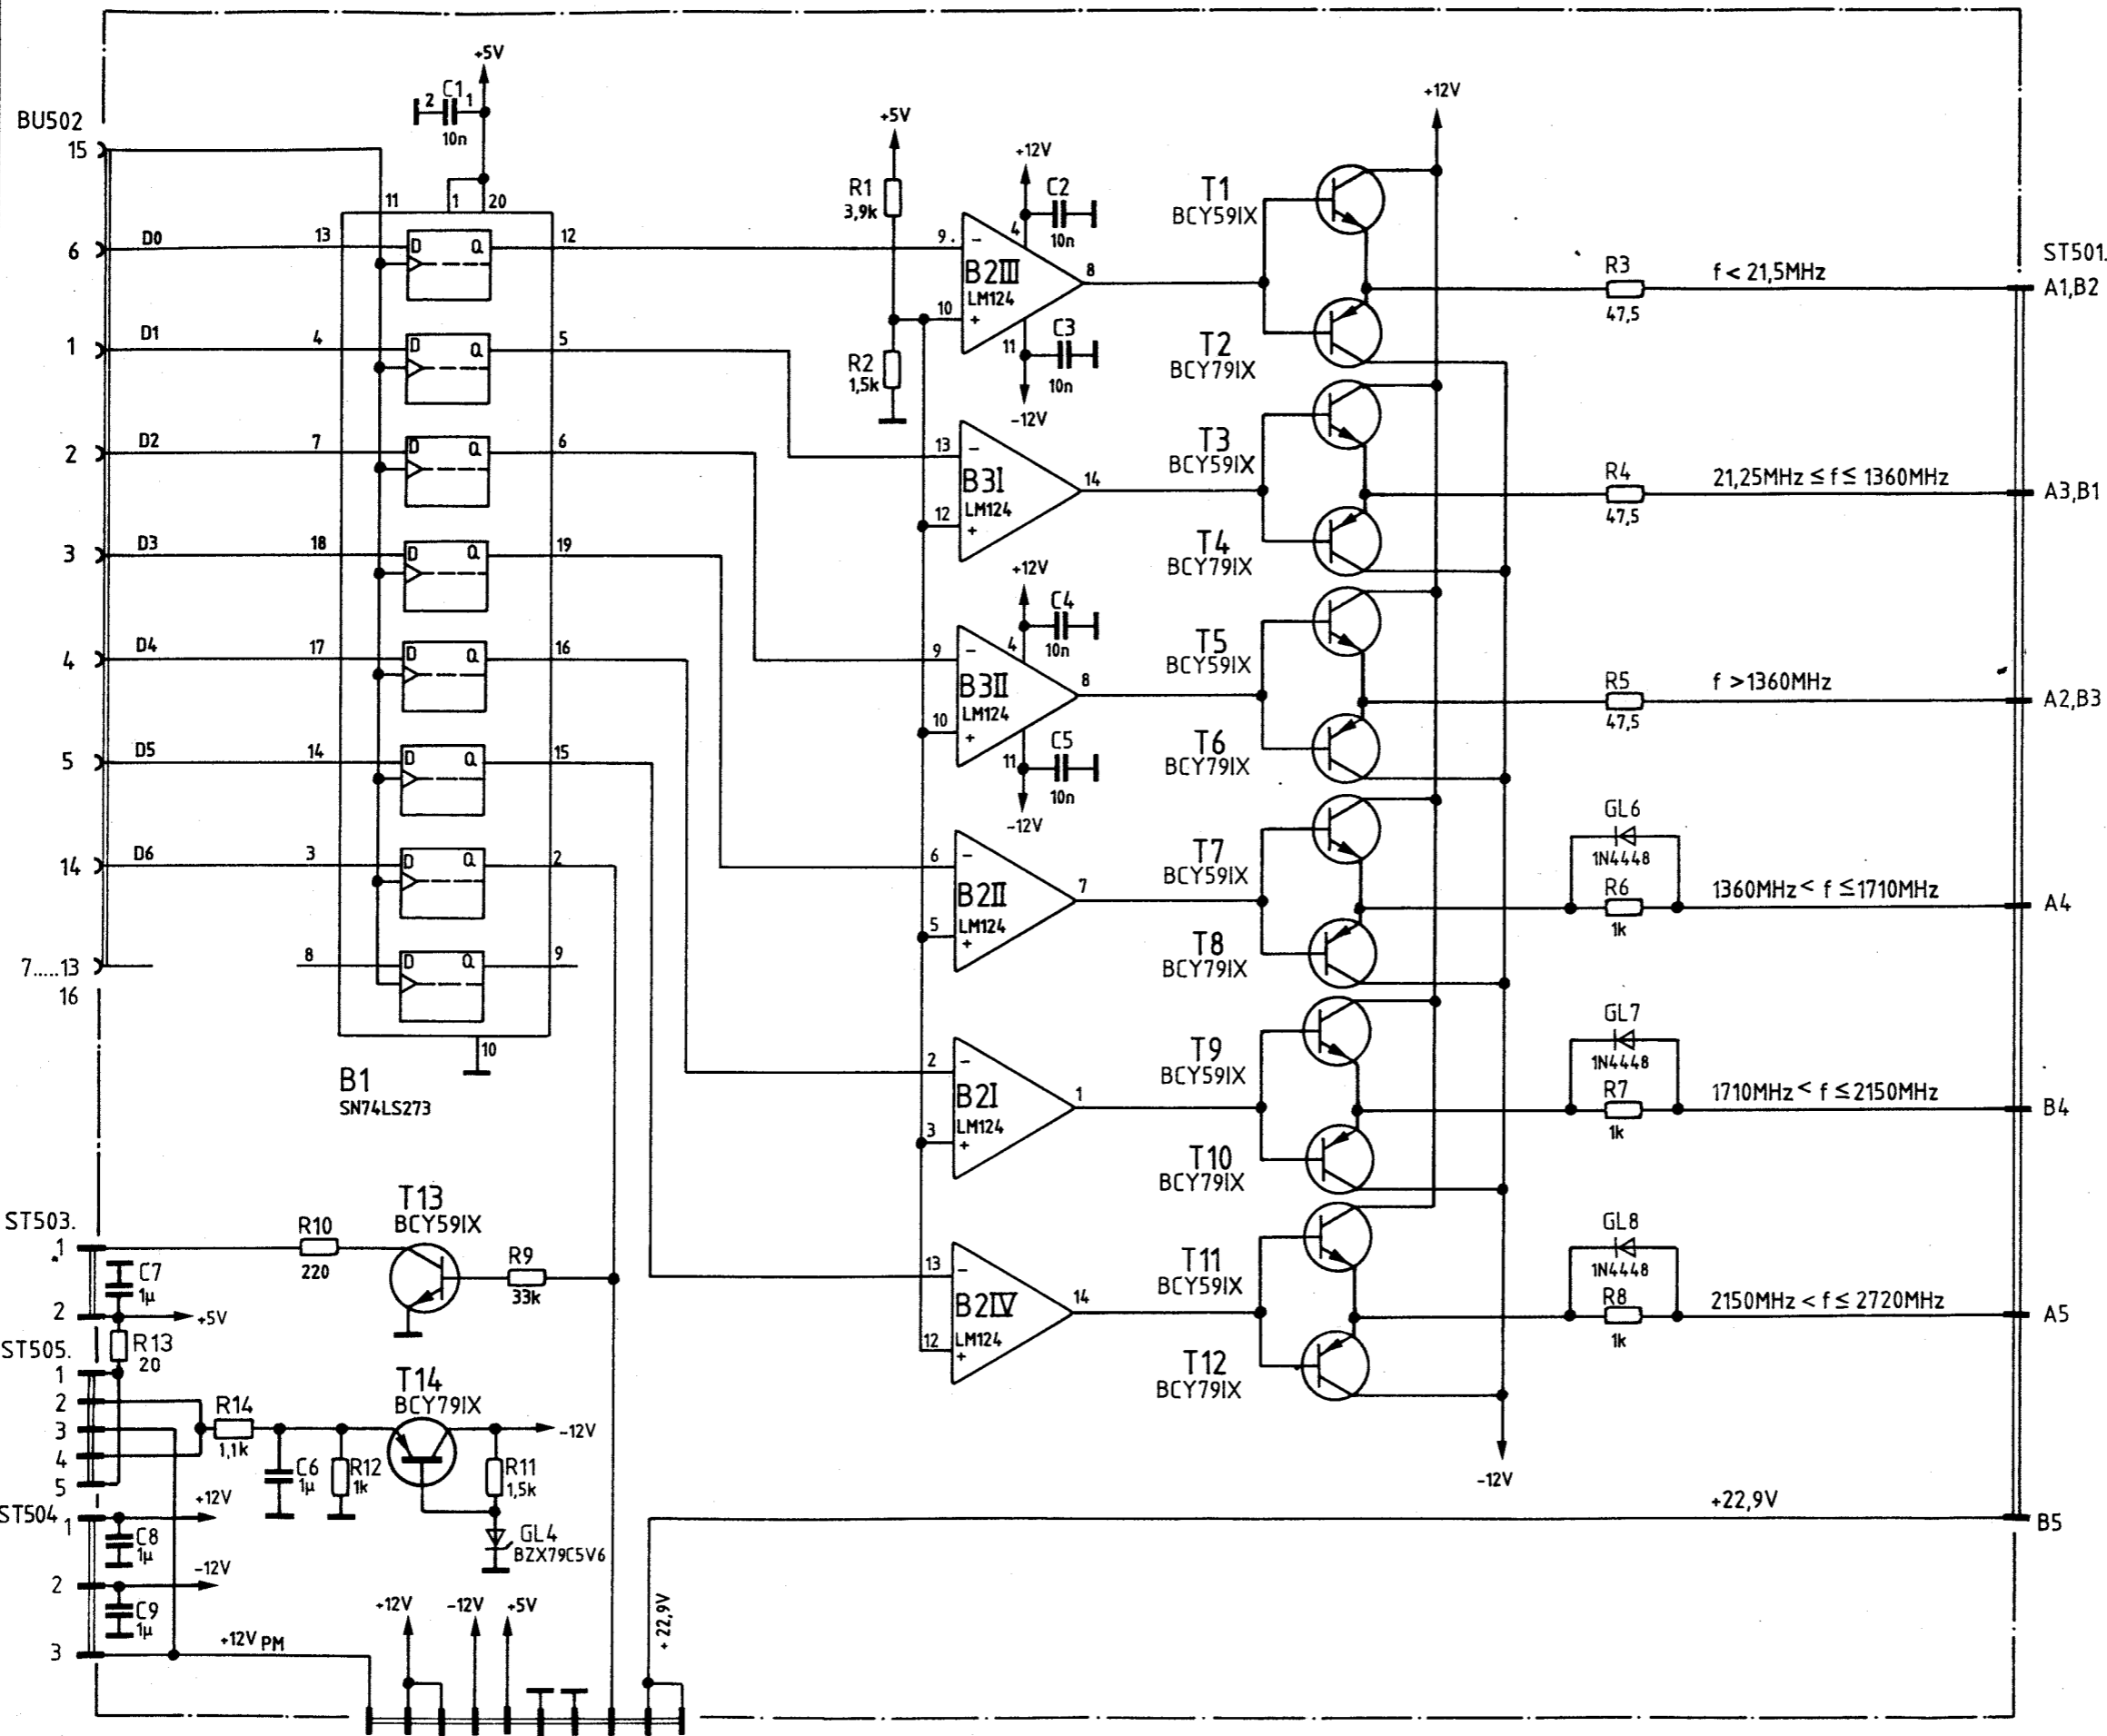 +5V
C1
2 1
10n
BU502
15
11
1
20
6
D0
13
D Q
12
1
D1
4
D Q
5
2
D2
7
D Q
6
3
D3
18
D Q
19
4
D4
17
D Q
16
5
D5
14
D Q
15
14
D6
3
D Q
2
7.....13
16
8
D Q
9
10
B1
SN74LS273
+5V
R1
3,9k
R2
1,5k
+12V
C2
10n
4
9
-
B2III
LM124
8
10
+
11
C3
10n
-12V
13
-
B3I
LM124
14
12
+
+12V
C4
10n
4
9
-
B3II
LM124
8
10
+
11
C5
10n
-12V
6
-
B2II
LM124
7
5
+
2
-
B2I
LM124
1
3
+
13
-
B2IV
LM124
14
12
+
+12V
T1
BCY59IX
T2
BCY79IX
T3
BCY59IX
T4
BCY79IX
T5
BCY59IX
T6
BCY79IX
T7
BCY59IX
T8
BCY79IX
T9
BCY59IX
T10
BCY79IX
T11
BCY59IX
T12
BCY79IX
-12V
ST501.
R3
47,5
f < 21,5MHz
A1,B2
R4
47,5
21,25MHz ≤ f ≤ 1360MHz
A3,B1
R5
47,5
f >1360MHz
A2,B3
GL6
1N4448
R6
1k
1360MHz < f ≤1710MHz
A4
GL7
1N4448
R7
1k
1710MHz < f ≤2150MHz
B4
GL8
1N4448
R8
1k
2150MHz < f ≤ 2720MHz
A5
+22,9V
B5
ST503.
1
R10
220
T13
BCY59IX
R9
33k
C7
1µ
2
+5V
R13
20
ST505.
1
2
3
4
5
R14
1,1k
C6
1µ
R12
1k
T14
BCY79IX
-12V
R11
1,5k
GL4
BZX79C5V6
ST504
1
+12V
C8
1µ
2
-12V
C9
1µ
3
+12V PM
+12V
-12V
+5V
+22,9V